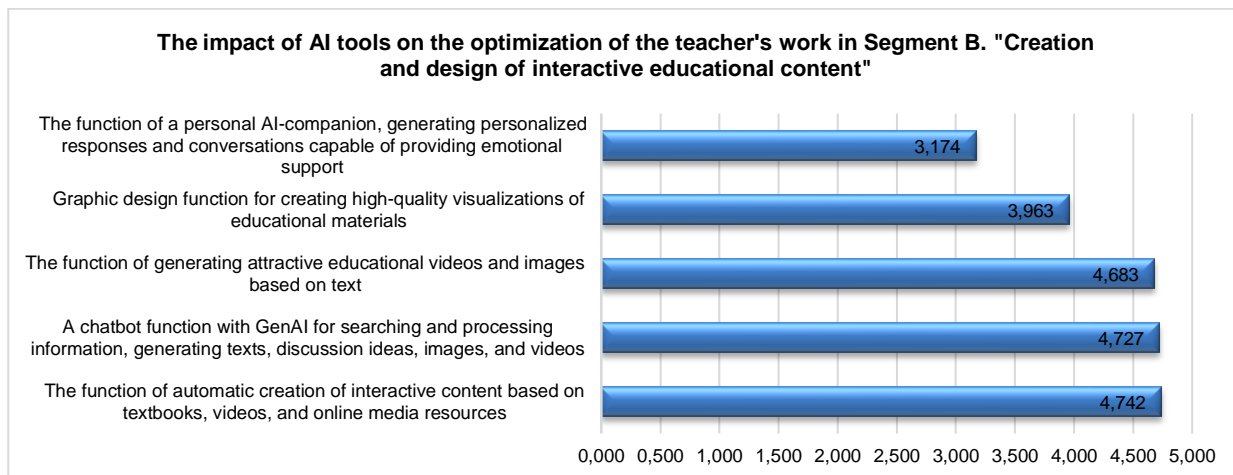 The impact of AI tools on the optimization of the teacher's work in Segment B. "Creation
and design of interactive educational content"
The function of a personal AI-companion, generating personalized
responses and conversations capable of providing emotional
support
3,174
Graphic design function for creating high-quality visualizations of
educational materials
3,963
The function of generating attractive educational videos and images
based on text
4,683
A chatbot function with GenAI for searching and processing
information, generating texts, discussion ideas, images, and videos
4,727
The function of automatic creation of interactive content based on
textbooks, videos, and online media resources
4,742
0,000 0,500 1,000 1,500 2,000 2,500 3,000 3,500 4,000 4,500 5,000